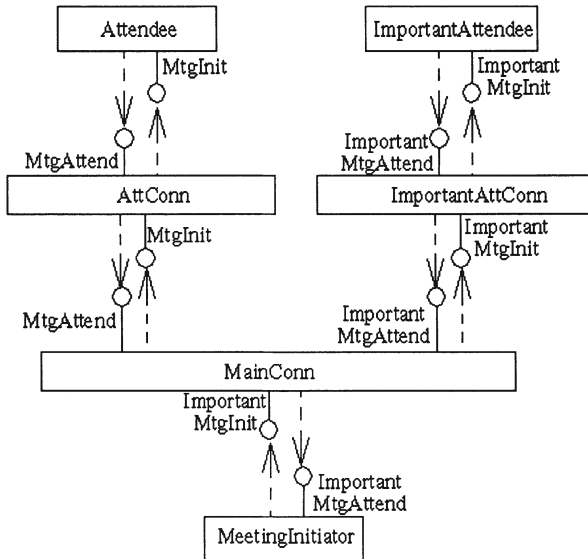 Attendee
ImportantAttendee
MtgInit
Important
MtgInit
MtgAttend
Important
MtgAttend
AttConn
ImportantAttConn
MtgInit
Important
MtgInit
MtgAttend
Important
MtgAttend
MainConn
Important
MtgInit
Important
MtgAttend
MeetingInitiator